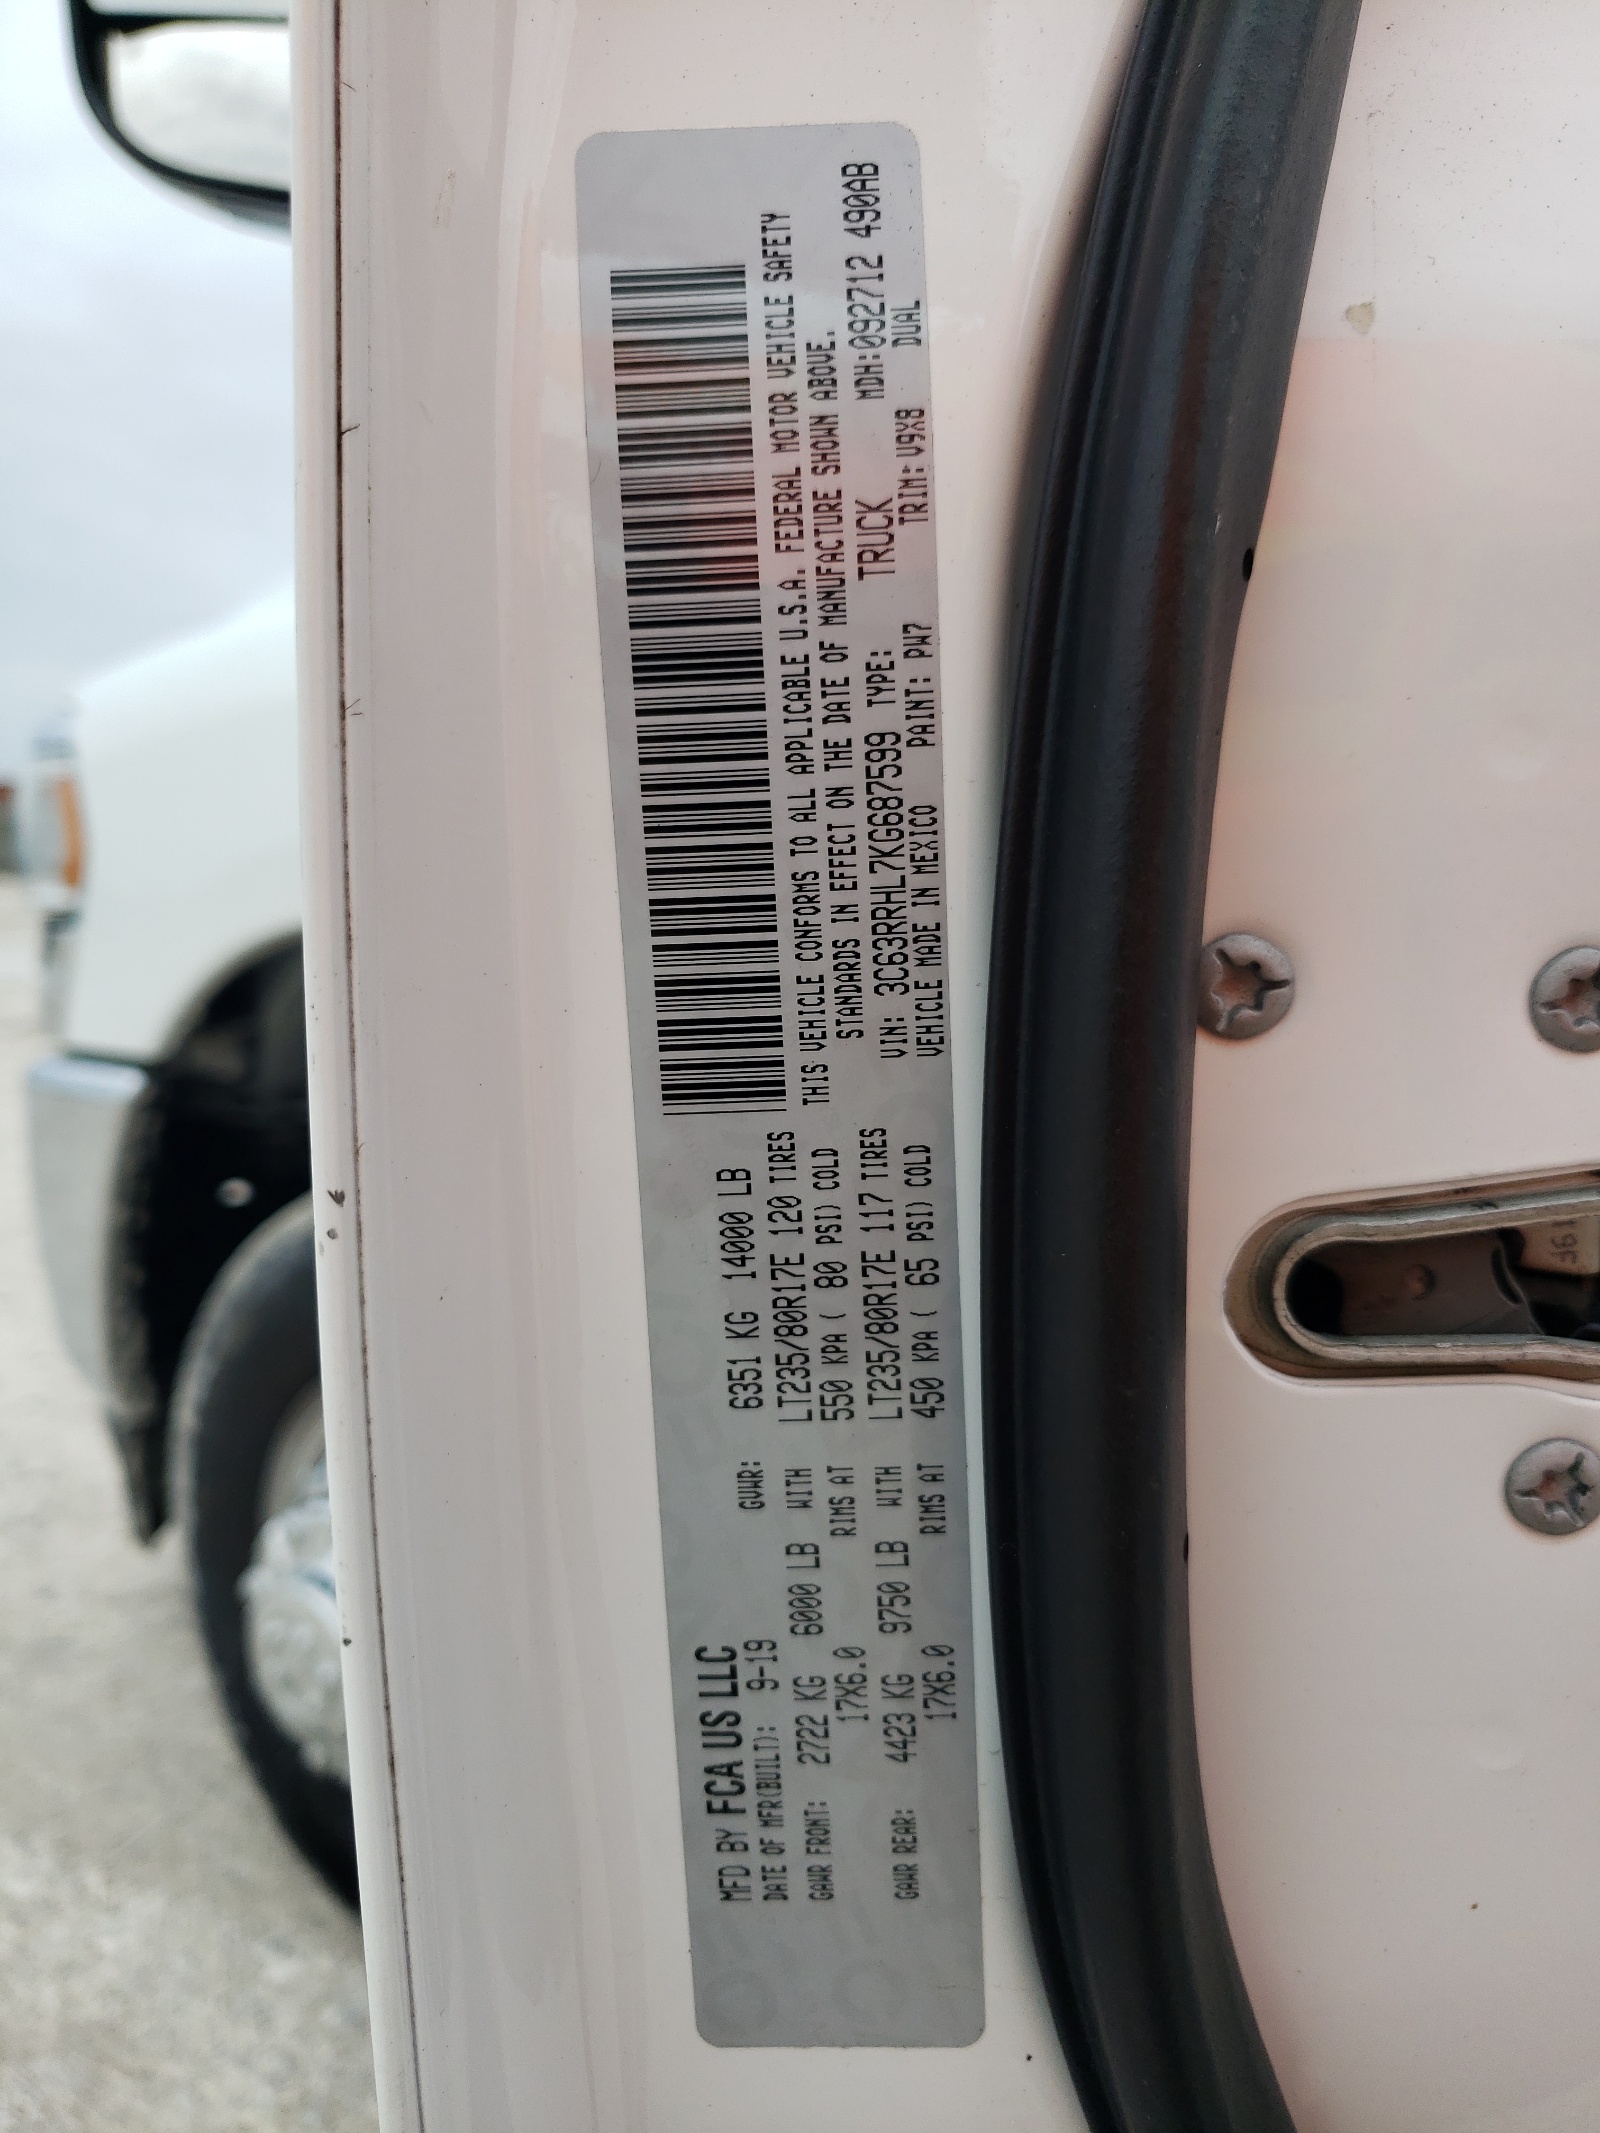 MFD BY FCA US LLC
DATE OF MFR(BUILT): 9-19 GVWR: 6351 KG 14000 LB
GAWR FRONT: 2722 KG 6000 LB WITH LT235/80R17E 120 TIRES
17X6.0 RIMS AT 550 KPA ( 80 PSI) COLD
GAWR REAR: 4423 KG 9750 LB WITH LT235/80R17E 117 TIRES
17X6.0 RIMS AT 450 KPA ( 65 PSI) COLD
THIS VEHICLE CONFORMS TO ALL APPLICABLE U.S.A. FEDERAL MOTOR VEHICLE SAFETY
STANDARDS IN EFFECT ON THE DATE OF MANUFACTURE SHOWN ABOVE.
VIN: 3C63RRHL7KG687599 TYPE: TRUCK MDH:092712 490AB
VEHICLE MADE IN MEXICO PAINT: PW7 TRIM: V9X8 DUAL